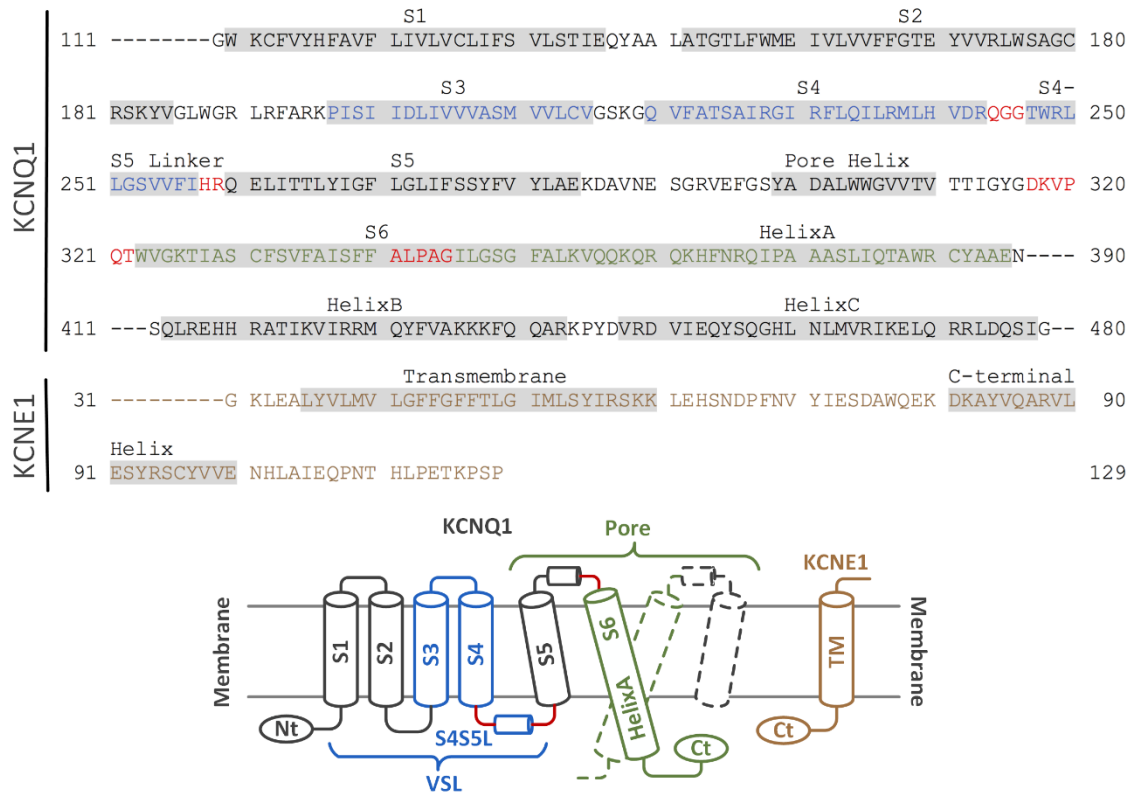 S1 S2
111 --------GW KCFVYHFAVF LIVLVCLIFS VLSTIEQYAA LATGTLFWME IVLVVFFGTE YVVRLWSAGC 180
S3 S4 S4-
181 RSKYVGLWGR LRFARKPISI IDLIVVVASM VVLCVGSKGQ VFATSAIRGI RFLQILRMLH VDRQGGTWRL 250
S5 Linker S5 Pore Helix
251 LGSVVFIHRQ ELITTLYIGF LGLIFSSYFV YLAEKDAVNE SGRVEFGSYA DALWWGVVTV TTIGYGDKVP 320
S6 HelixA
321 QTWVGKTIAS CFSVFAISFF ALPAGILGSG FALKVQQKQR QKHFNRQIPA AASLIQTAWR CYAAEN---- 390
HelixB HelixC
411 ---SQLREHH RATIKVIRRM QYFVAKKKFQ QARKPYDVRD VIEQYSQGHL NLMVRIKELQ RRLDQSIG-- 480
KCNQ1
Transmembrane C-terminal
31 ---------G KLEALYVLMV LGFFGFFTLG IMLSYIRSKK LEHSNDPFNV YIESDAWQEK DKAYVQARVL 90
Helix
91 ESYRSCYVVE NHLAIEQPNT HLPETKPSP 129
KCNE1
KCNQ1 Pore
KCNE1
Membrane S1 S2 S3 S4 S5 S6 HelixA TM Membrane
Nt S4S5L Ct Ct
VSL